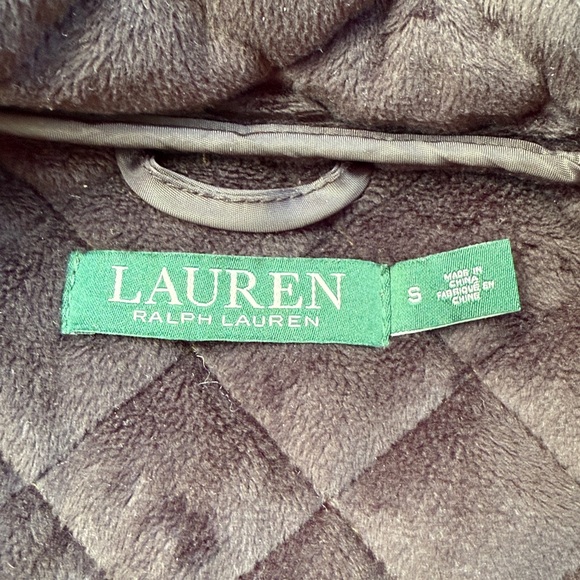 LAUREN
RALPH LAUREN
S
MADE IN
CHINA
FABRIQUÉ EN
CHINE